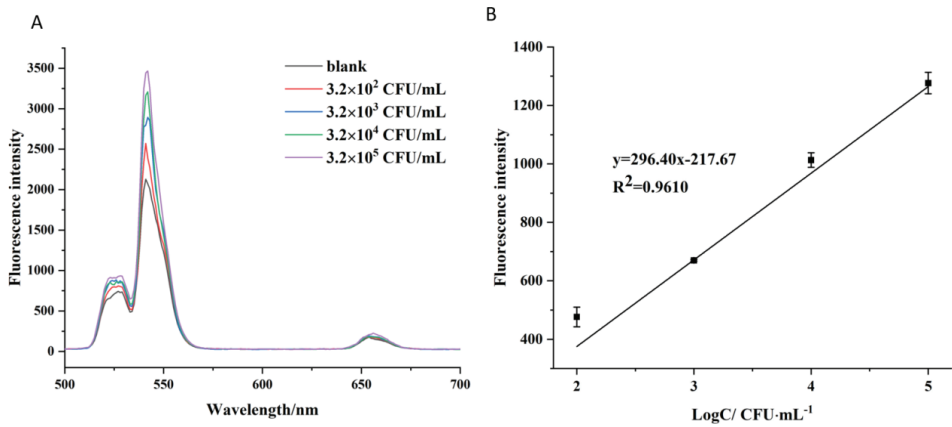 A
Fluorescence intensity
3500
3000
2500
2000
1500
1000
500
0
blank
3.2×10² CFU/mL
3.2×10³ CFU/mL
3.2×10⁴ CFU/mL
3.2×10⁵ CFU/mL
500 550 600 650 700
Wavelength/nm
B
Fluorescence intensity
1400
1200
1000
800
600
400
y=296.40x-217.67
R²=0.9610
2 3 4 5
LogC/ CFU·mL⁻¹